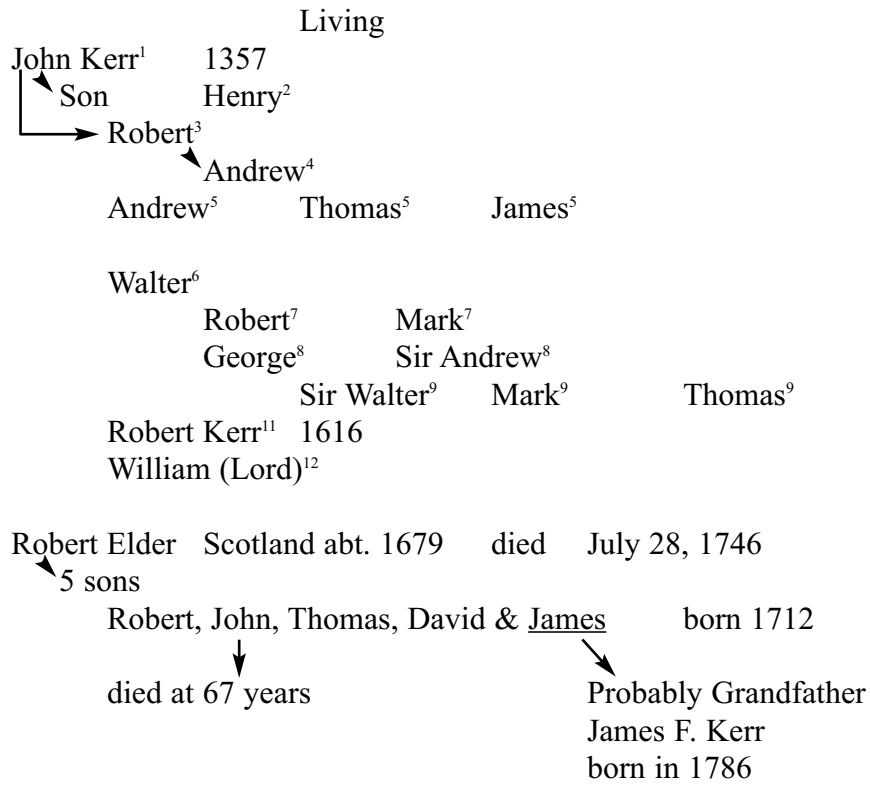 Living
John Kerr¹ 1357
Son Henry²
Robert³
Andrew⁴
Andrew⁵ Thomas⁵ James⁵
Walter⁶
Robert⁷ Mark⁷
George⁸ Sir Andrew⁸
Sir Walter⁹ Mark⁹ Thomas⁹
Robert Kerr¹¹ 1616
William (Lord)¹²
Robert Elder Scotland abt. 1679 died July 28, 1746
5 sons
Robert, John, Thomas, David & James born 1712
died at 67 years Probably Grandfather
James F. Kerr
born in 1786